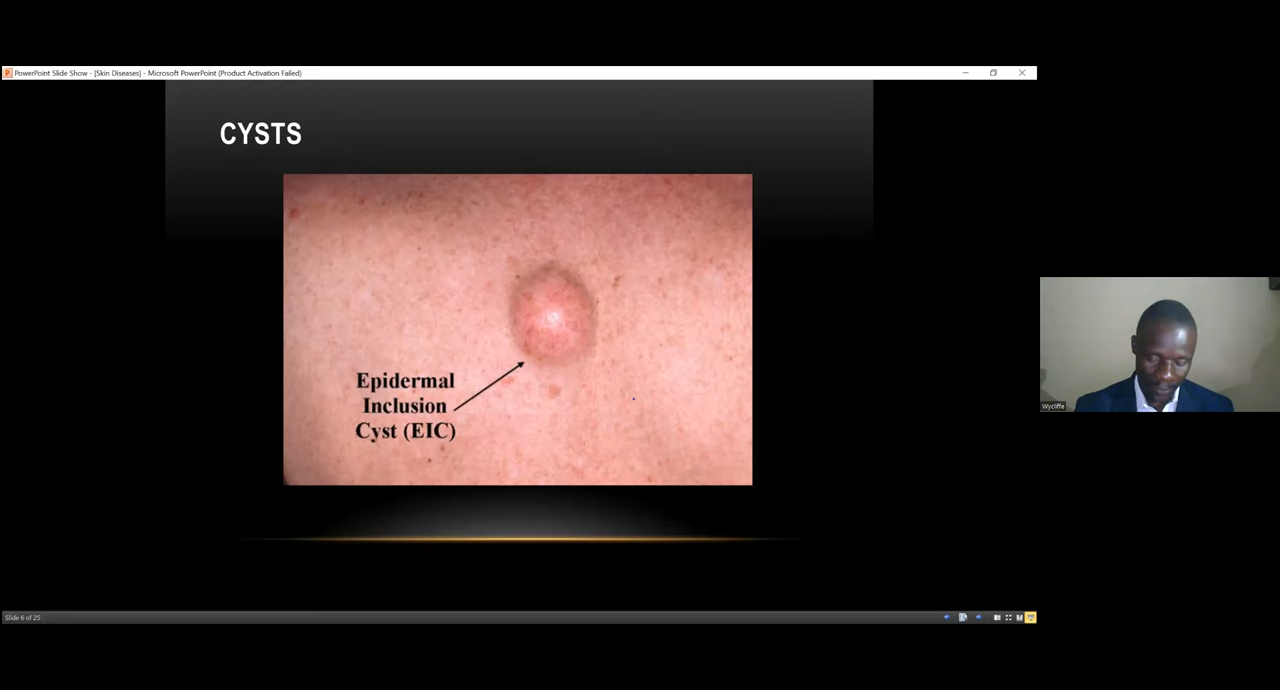 PowerPoint Slide Show - [Skin Diseases] - Microsoft PowerPoint (Product Activation Failed)
CYSTS
Epidermal
Inclusion
Cyst (EIC)
Wycliffe
Slide 6 of 25